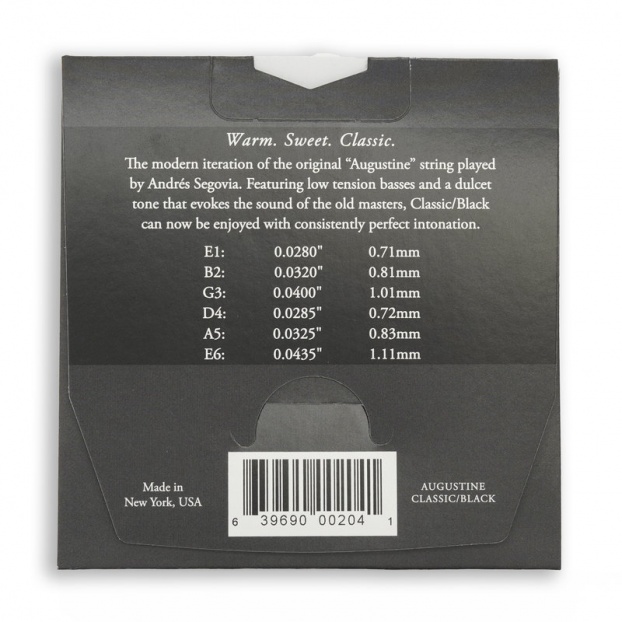 Warm. Sweet. Classic.
The modern iteration of the original “Augustine” string played
by Andrés Segovia. Featuring low tension basses and a dulcet
tone that evokes the sound of the old masters, Classic/Black
can now be enjoyed with consistently perfect intonation.
E1: 0.0280" 0.71mm
B2: 0.0320" 0.81mm
G3: 0.0400" 1.01mm
D4: 0.0285" 0.72mm
A5: 0.0325" 0.83mm
E6: 0.0435" 1.11mm
Made in
New York, USA
6 39690 00204 1
AUGUSTINE
CLASSIC/BLACK